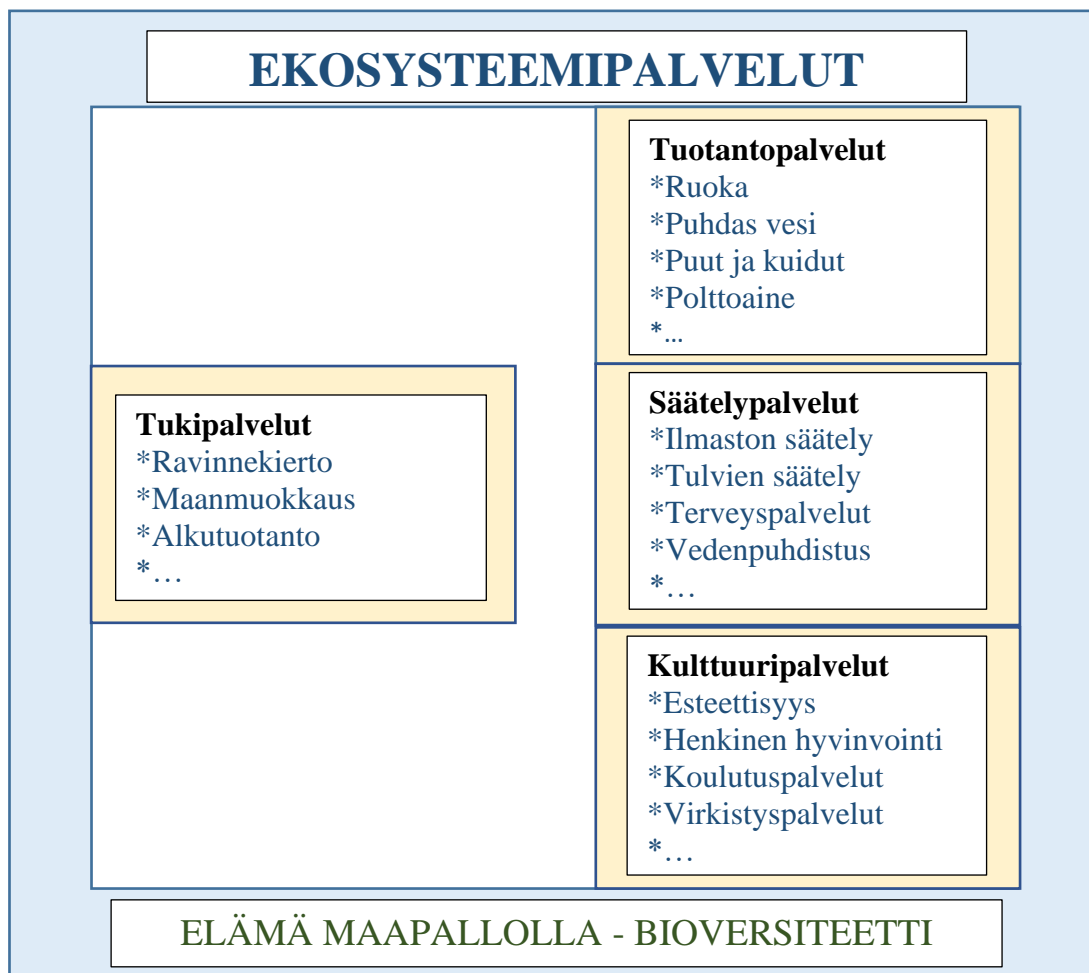 EKOSYSTEEMIPALVELUT
Tuotantopalvelut
*Ruoka
*Puhdas vesi
*Puut ja kuidut
*Polttoaine
*...
Tukipalvelut
*Ravinnekierto
*Maanmuokkaus
*Alkutuotanto
*…
Säätelypalvelut
*Ilmaston säätely
*Tulvien säätely
*Terveyspalvelut
*Vedenpuhdistus
*…
Kulttuuripalvelut
*Esteettisyys
*Henkinen hyvinvointi
*Koulutuspalvelut
*Virkistyspalvelut
*…
ELÄMÄ MAAPALLOLLA - BIOVERSITEETTI